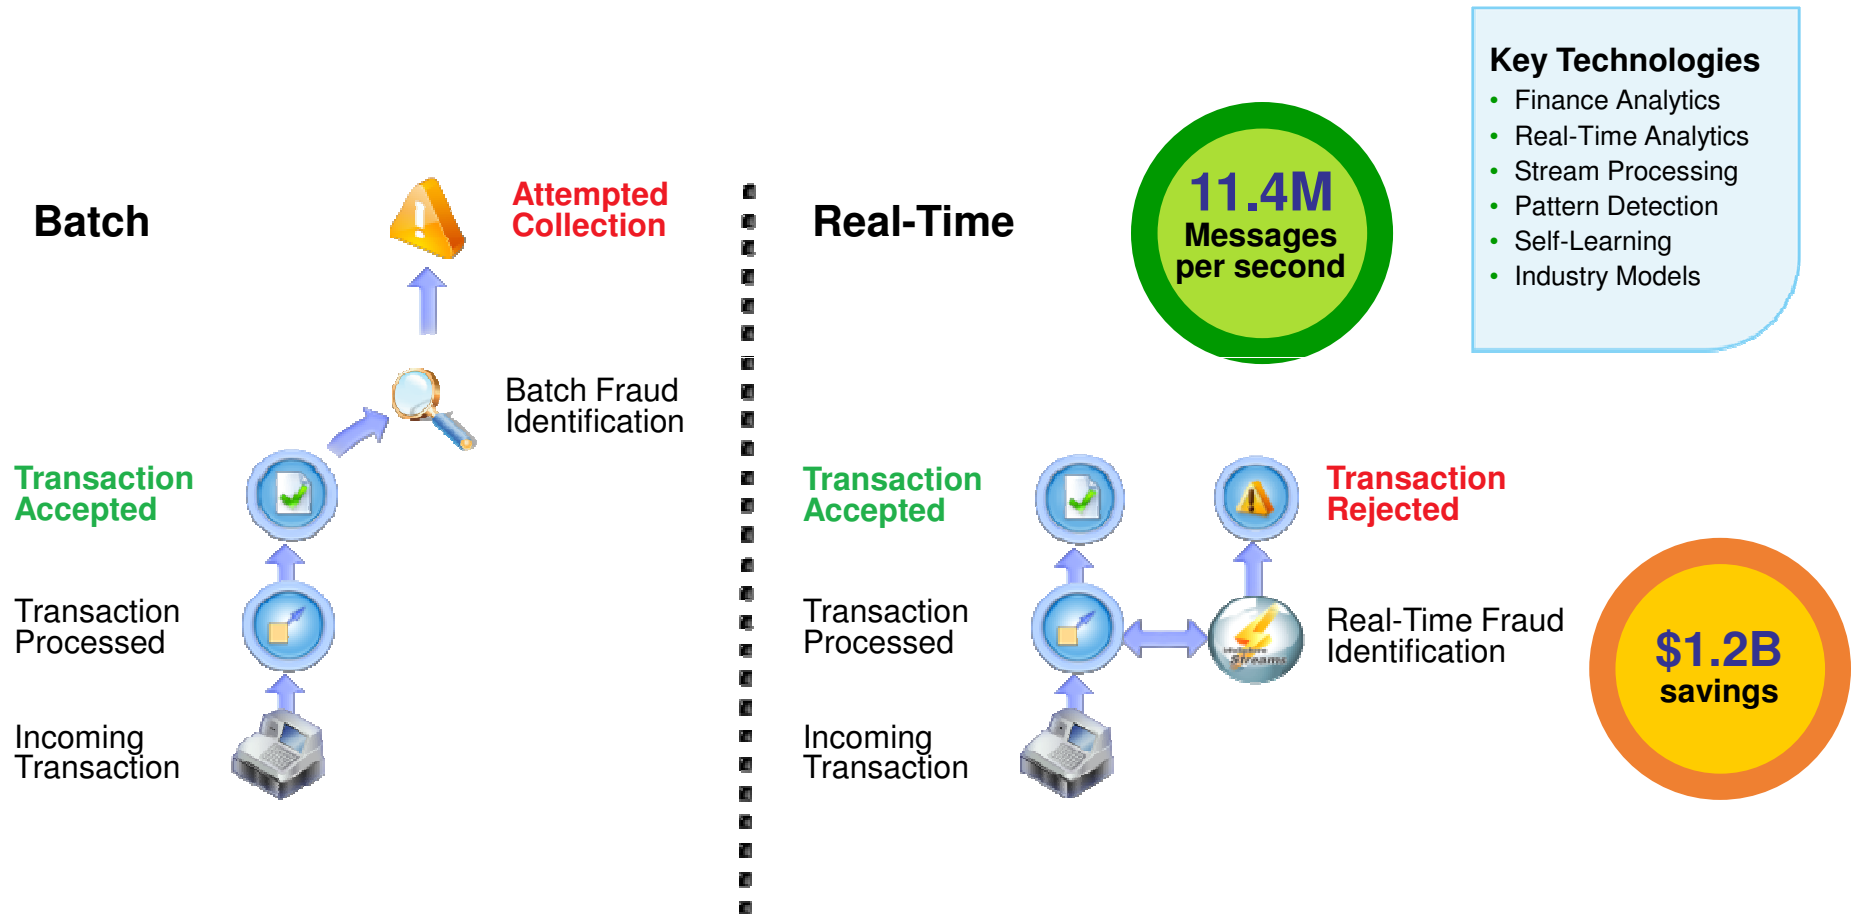 Batch
Attempted
Collection
Batch Fraud
Identification
Transaction
Accepted
Transaction
Processed
Incoming
Transaction
Real-Time
11.4M
Messages
per second
Key Technologies
• Finance Analytics
• Real-Time Analytics
• Stream Processing
• Pattern Detection
• Self-Learning
• Industry Models
Transaction
Accepted
Transaction
Rejected
Transaction
Processed
Streams
Real-Time Fraud
Identification
Incoming
Transaction
$1.2B
savings